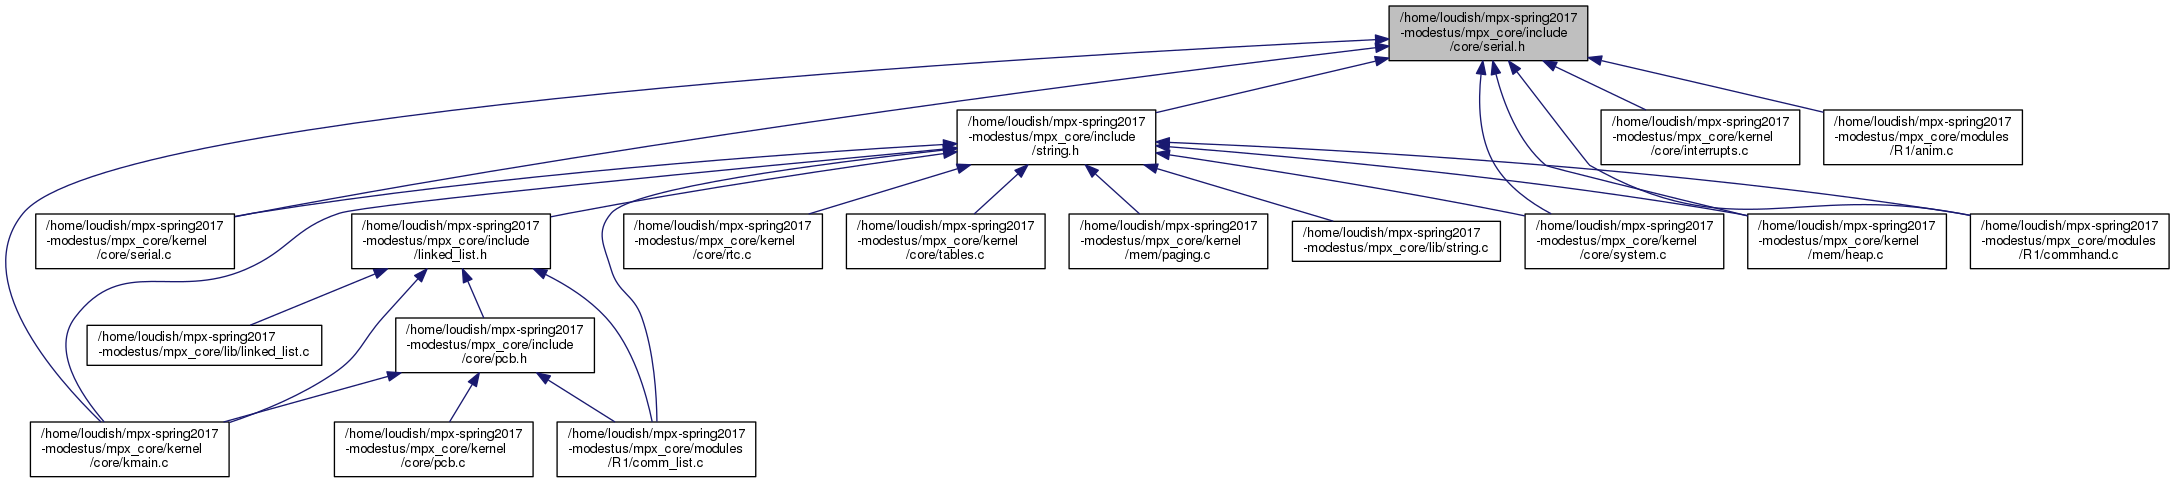 /home/loudish/mpx-spring2017
-modestus/mpx_core/include
/core/serial.h
/home/loudish/mpx-spring2017
-modestus/mpx_core/include
/string.h
/home/loudish/mpx-spring2017
-modestus/mpx_core/kernel
/core/interrupts.c
/home/loudish/mpx-spring2017
-modestus/mpx_core/modules
/R1/anim.c
/home/loudish/mpx-spring2017
-modestus/mpx_core/kernel
/core/serial.c
/home/loudish/mpx-spring2017
-modestus/mpx_core/include
/linked_list.h
/home/loudish/mpx-spring2017
-modestus/mpx_core/kernel
/core/rtc.c
/home/loudish/mpx-spring2017
-modestus/mpx_core/kernel
/core/tables.c
/home/loudish/mpx-spring2017
-modestus/mpx_core/kernel
/mem/paging.c
/home/loudish/mpx-spring2017
-modestus/mpx_core/lib/string.c
/home/loudish/mpx-spring2017
-modestus/mpx_core/kernel
/core/system.c
/home/loudish/mpx-spring2017
-modestus/mpx_core/kernel
/mem/heap.c
/home/loudish/mpx-spring2017
-modestus/mpx_core/modules
/R1/commhand.c
/home/loudish/mpx-spring2017
-modestus/mpx_core/lib/linked_list.c
/home/loudish/mpx-spring2017
-modestus/mpx_core/include
/core/pcb.h
/home/loudish/mpx-spring2017
-modestus/mpx_core/kernel
/core/kmain.c
/home/loudish/mpx-spring2017
-modestus/mpx_core/kernel
/core/pcb.c
/home/loudish/mpx-spring2017
-modestus/mpx_core/modules
/R1/comm_list.c